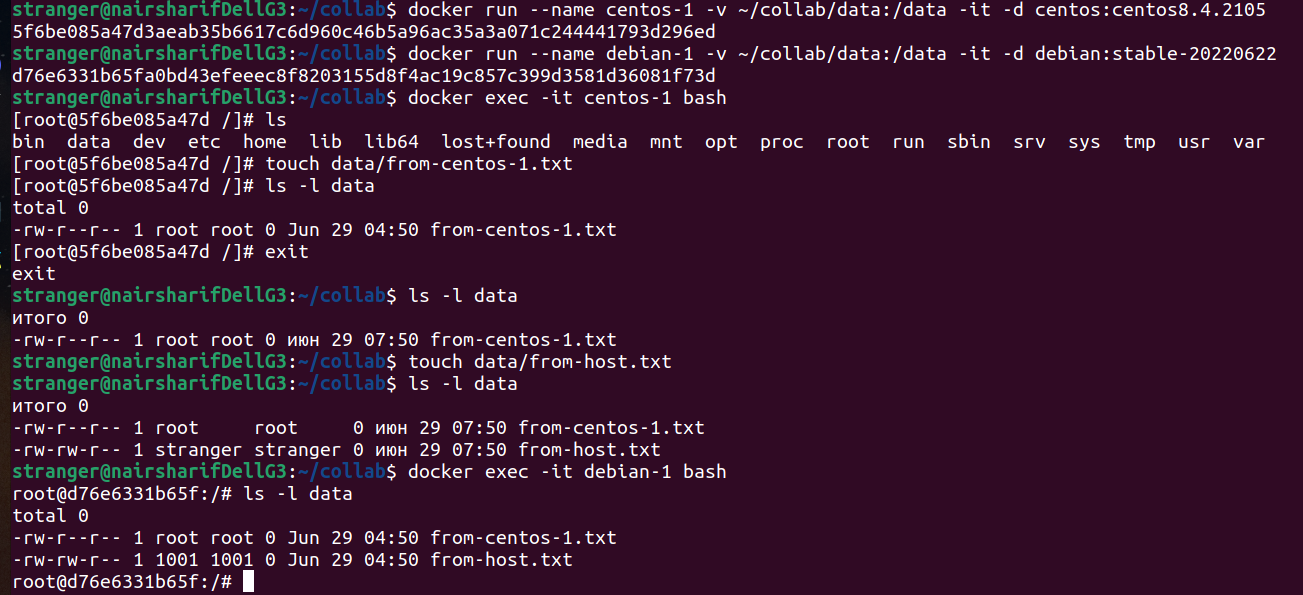 stranger@nairsharifDellG3:~/collab$ docker run --name centos-1 -v ~/collab/data:/data -it -d centos:centos8.4.2105
5f6be085a47d3aeab35b6617c6d960c46b5a96ac35a3a071c244441793d296ed
stranger@nairsharifDellG3:~/collab$ docker run --name debian-1 -v ~/collab/data:/data -it -d debian:stable-20220622
d76e6331b65fa0bd43efeeec8f8203155d8f4ac19c857c399d3581d36081f73d
stranger@nairsharifDellG3:~/collab$ docker exec -it centos-1 bash
[root@5f6be085a47d /]# ls
bin  data  dev  etc  home  lib  lib64  lost+found  media  mnt  opt  proc  root  run  sbin  srv  sys  tmp  usr  var
[root@5f6be085a47d /]# touch data/from-centos-1.txt
[root@5f6be085a47d /]# ls -l data
total 0
-rw-r--r-- 1 root root 0 Jun 29 04:50 from-centos-1.txt
[root@5f6be085a47d /]# exit
exit
stranger@nairsharifDellG3:~/collab$ ls -l data
итого 0
-rw-r--r-- 1 root root 0 июн 29 07:50 from-centos-1.txt
stranger@nairsharifDellG3:~/collab$ touch data/from-host.txt
stranger@nairsharifDellG3:~/collab$ ls -l data
итого 0
-rw-r--r-- 1 root     root     0 июн 29 07:50 from-centos-1.txt
-rw-rw-r-- 1 stranger stranger 0 июн 29 07:50 from-host.txt
stranger@nairsharifDellG3:~/collab$ docker exec -it debian-1 bash
root@d76e6331b65f:/# ls -l data
total 0
-rw-r--r-- 1 root root 0 Jun 29 04:50 from-centos-1.txt
-rw-rw-r-- 1 1001 1001 0 Jun 29 04:50 from-host.txt
root@d76e6331b65f:/#